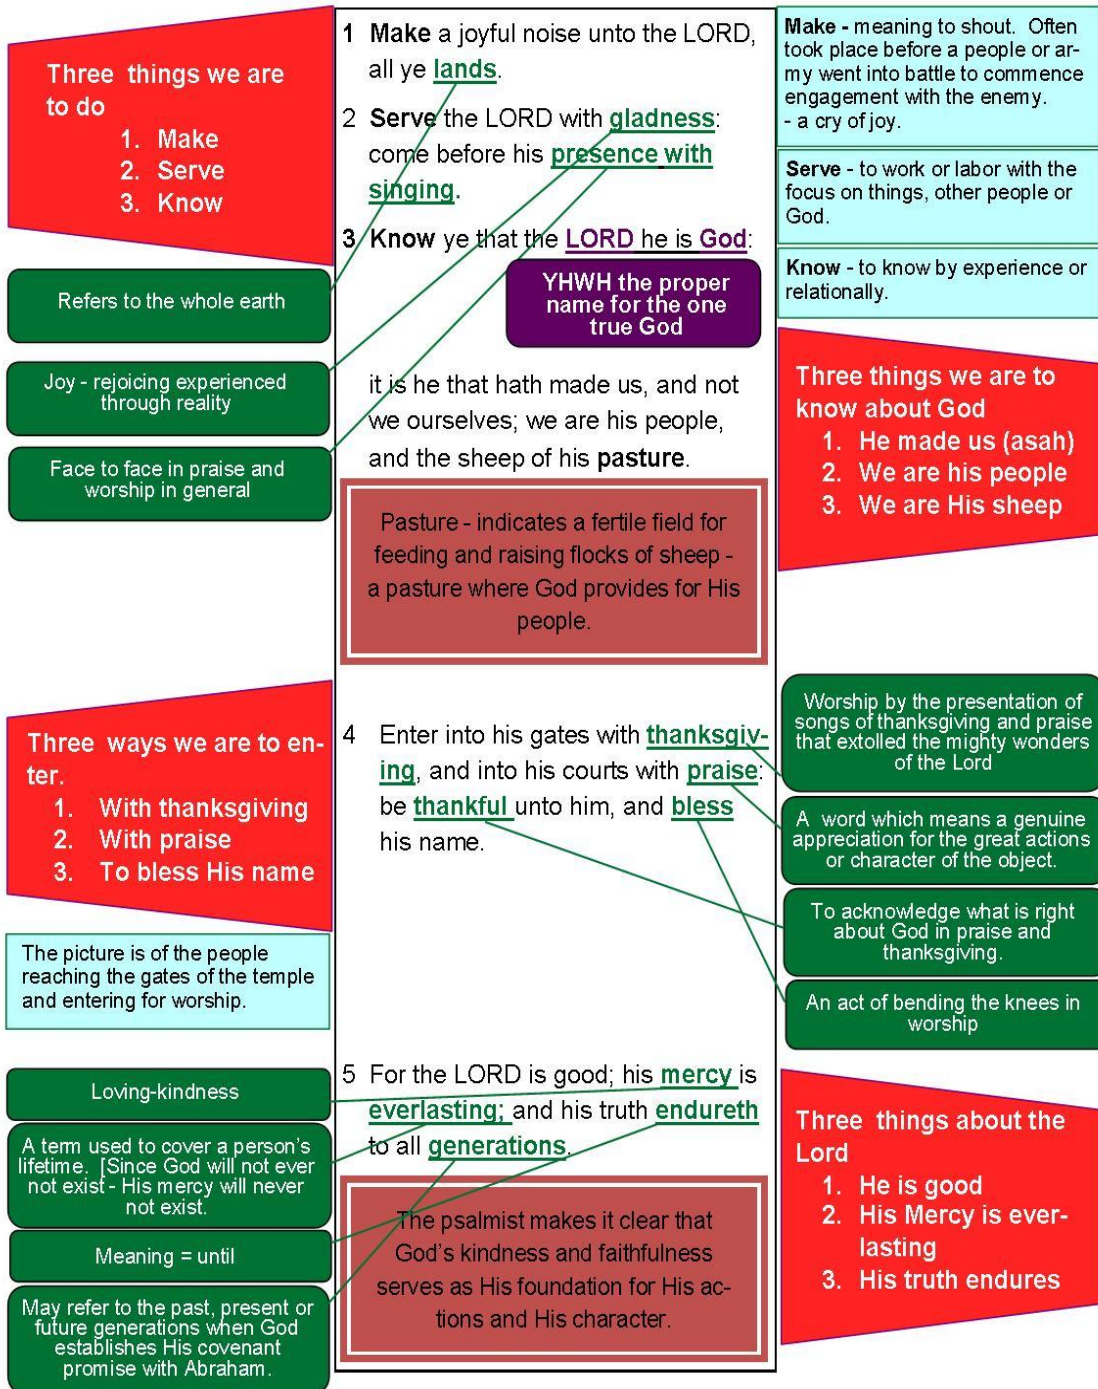 Three things we are
to do
1. Make
2. Serve
3. Know
Refers to the whole earth
Joy - rejoicing experienced
through reality
Face to face in praise and
worship in general
1 Make a joyful noise unto the LORD,
all ye lands.
2 Serve the LORD with gladness:
come before his presence with
singing.
3 Know ye that the LORD he is God:
YHWH the proper
name for the one
true God
it is he that hath made us, and not
we ourselves; we are his people,
and the sheep of his pasture.
Pasture - indicates a fertile field for
feeding and raising flocks of sheep -
a pasture where God provides for His
people.
Make - meaning to shout. Often
took place before a people or ar-
my went into battle to commence
engagement with the enemy.
- a cry of joy.
Serve - to work or labor with the
focus on things, other people or
God.
Know - to know by experience or
relationally.
Three things we are to
know about God
1. He made us (asah)
2. We are his people
3. We are His sheep
Three ways we are to en-
ter.
1. With thanksgiving
2. With praise
3. To bless His name
The picture is of the people
reaching the gates of the temple
and entering for worship.
4 Enter into his gates with thanksgiv-
ing, and into his courts with praise:
be thankful unto him, and bless
his name.
Worship by the presentation of
songs of thanksgiving and praise
that extolled the mighty wonders
of the Lord
A word which means a genuine
appreciation for the great actions
or character of the object.
To acknowledge what is right
about God in praise and
thanksgiving.
An act of bending the knees in
worship
Loving-kindness
A term used to cover a person's
lifetime. [Since God will not ever
not exist - His mercy will never
not exist.
Meaning = until
May refer to the past, present or
future generations when God
establishes His covenant
promise with Abraham.
5 For the LORD is good; his mercy is
everlasting; and his truth endureth
to all generations.
The psalmist makes it clear that
God's kindness and faithfulness
serves as His foundation for His ac-
tions and His character.
Three things about the
Lord
1. He is good
2. His Mercy is ever-
lasting
3. His truth endures